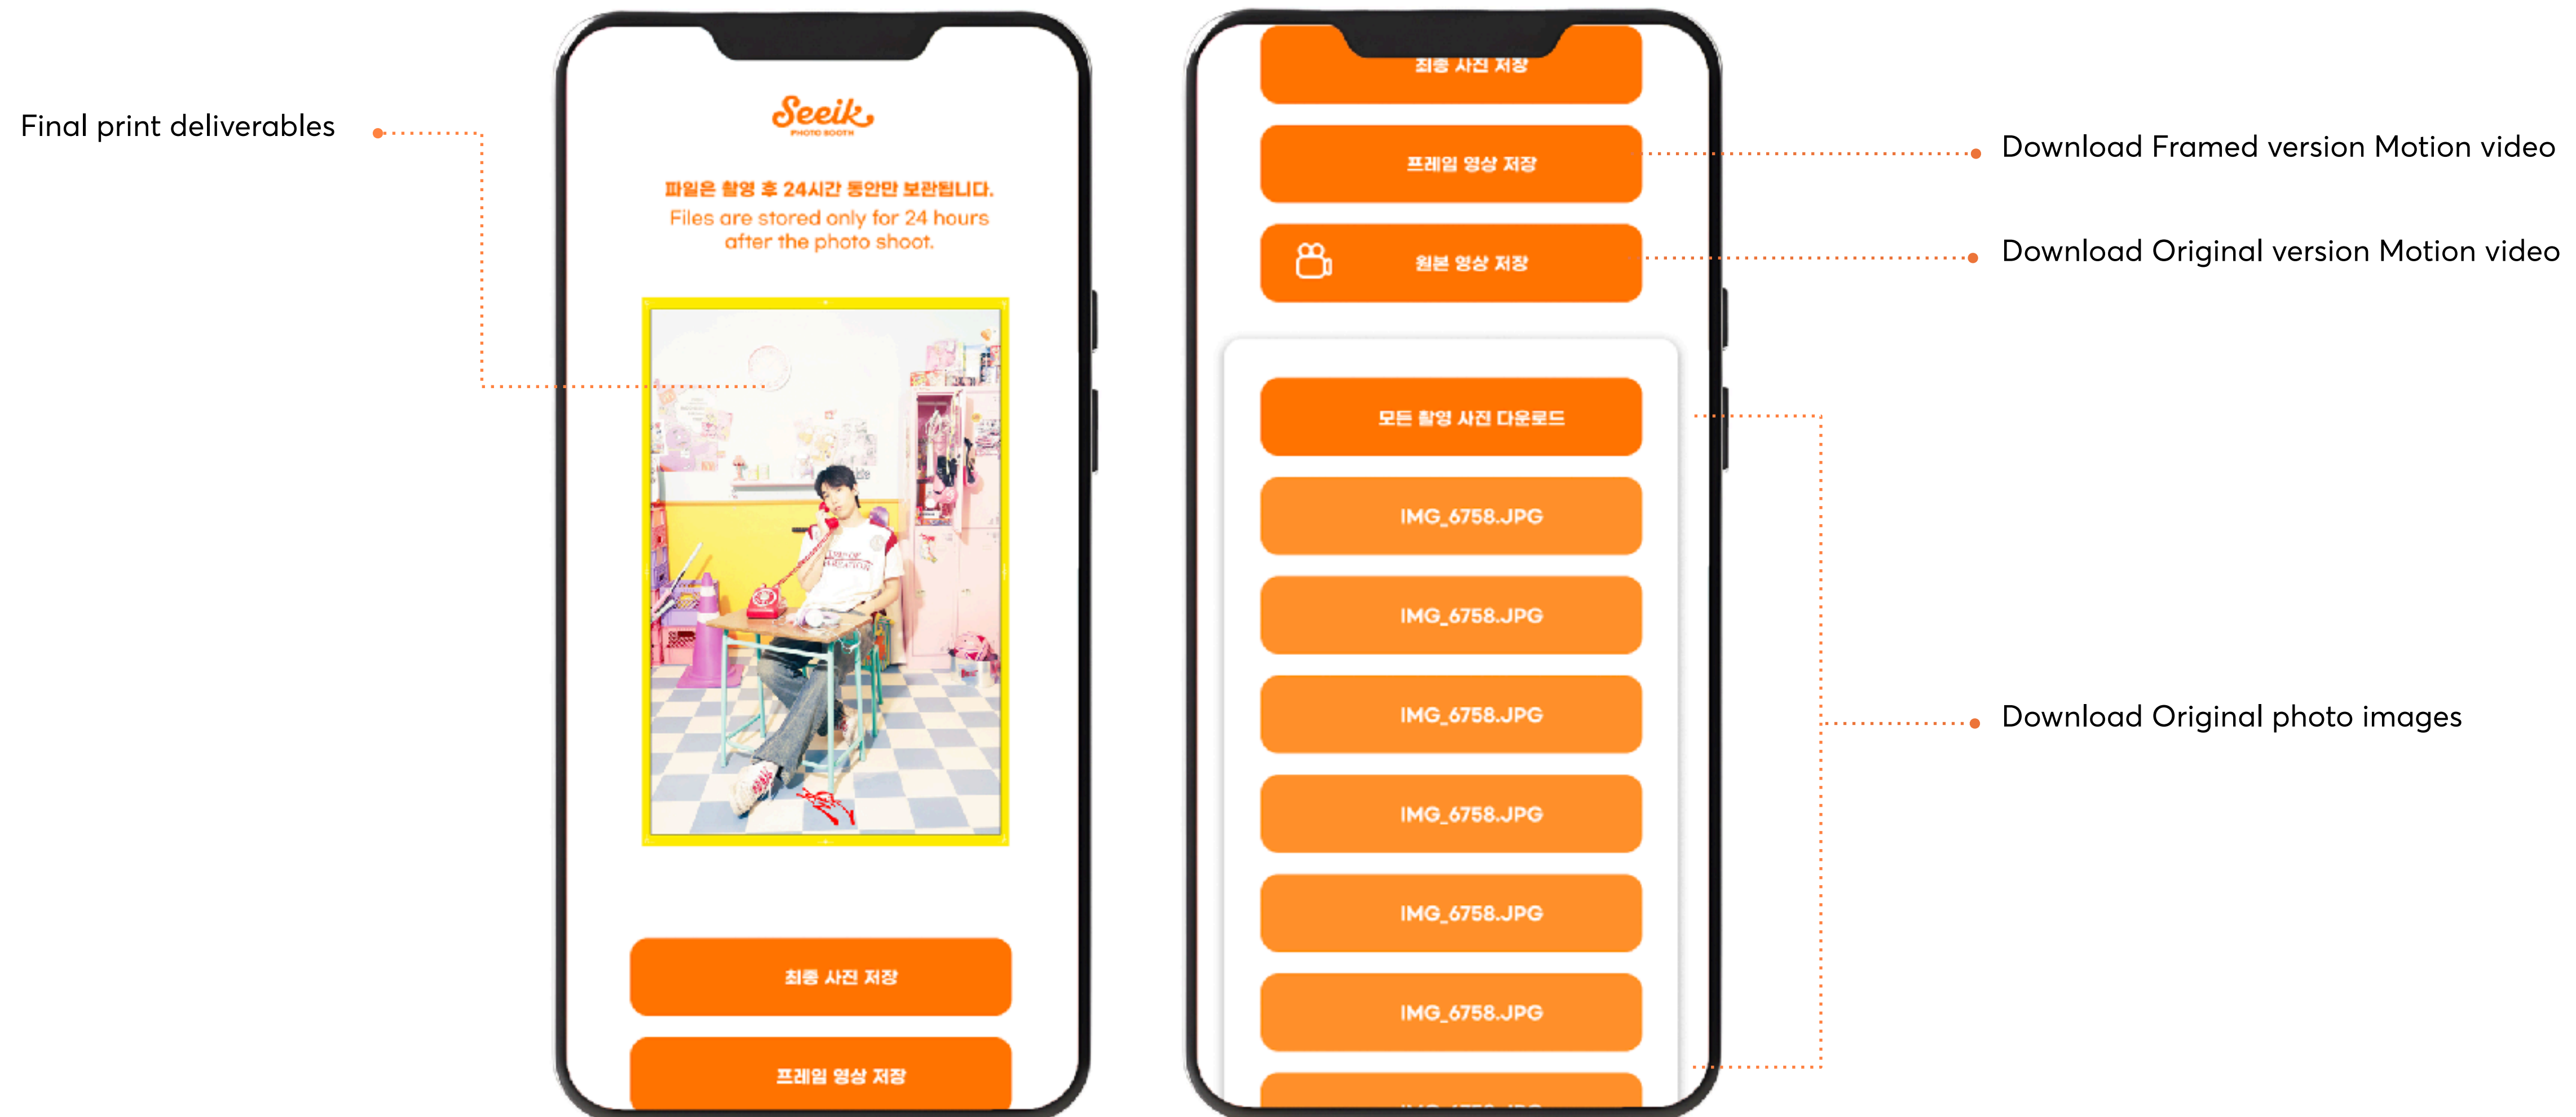 Final print deliverables
Seeik
PHOTO BOOTH
파일은 촬영 후 24시간 동안만 보관됩니다.
Files are stored only for 24 hours
after the photo shoot.
최종 사진 저장
프레임 영상 저장
최종 사진 저장
프레임 영상 저장
원본 영상 저장
모든 촬영 사진 다운로드
IMG_6758.JPG
IMG_6758.JPG
IMG_6758.JPG
IMG_6758.JPG
IMG_6758.JPG
IMG_6758.JPG
Download Framed version Motion video
Download Original version Motion video
Download Original photo images